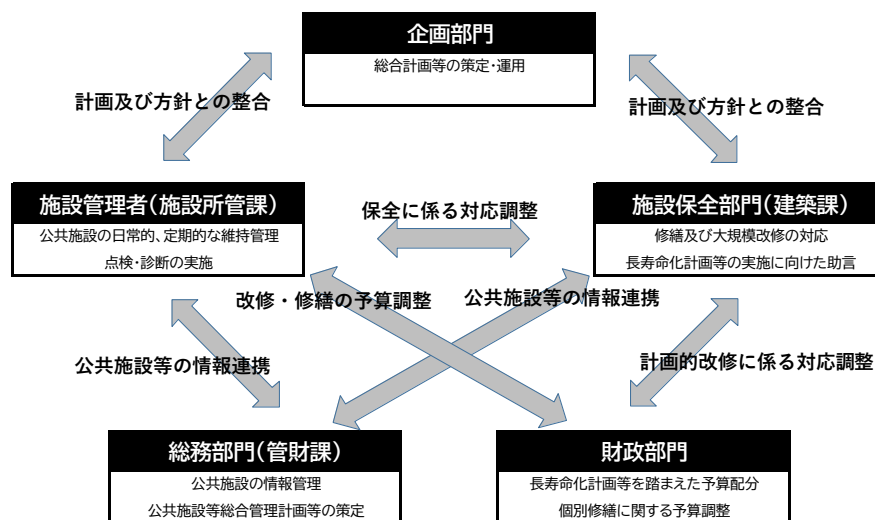 企画部門
総合計画等の策定・運用
計画及び方針との整合
計画及び方針との整合
施設管理者(施設所管課)
公共施設の日常的、定期的な維持管理
点検・診断の実施
保全に係る対応調整
施設保全部門(建築課)
修繕及び大規模改修の対応
長寿命化計画等の実施に向けた助言
改修・修繕の予算調整
公共施設等の情報連携
公共施設等の情報連携
計画的改修に係る対応調整
総務部門(管財課)
公共施設の情報管理
公共施設等総合管理計画等の策定
財政部門
長寿命化計画等を踏まえた予算配分
個別修繕に関する予算調整